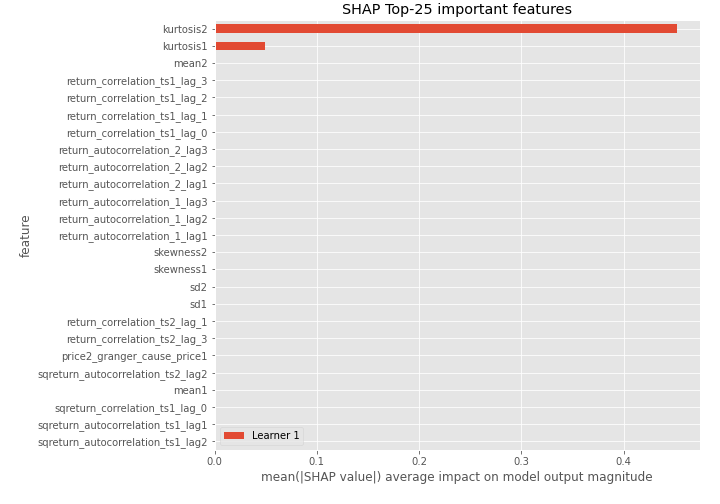 SHAP Top-25 important features
kurtosis2
kurtosis1
mean2
return_correlation_ts1_lag_3
return_correlation_ts1_lag_2
return_correlation_ts1_lag_1
return_correlation_ts1_lag_0
return_autocorrelation_2_lag3
return_autocorrelation_2_lag2
return_autocorrelation_2_lag1
return_autocorrelation_1_lag3
return_autocorrelation_1_lag2
return_autocorrelation_1_lag1
skewness2
skewness1
sd2
sd1
return_correlation_ts2_lag_1
return_correlation_ts2_lag_3
price2_granger_cause_price1
sqreturn_autocorrelation_ts2_lag2
mean1
sqreturn_correlation_ts1_lag_0
sqreturn_autocorrelation_ts1_lag1
sqreturn_autocorrelation_ts1_lag2
feature
Learner 1
0.0 0.1 0.2 0.3 0.4
mean(|SHAP value|) average impact on model output magnitude